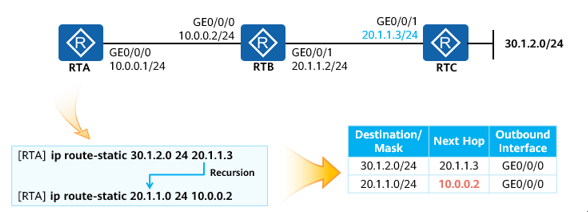 GE0/0/0
10.0.0.2/24
GE0/0/1
20.1.1.3/24
R
R
R
30.1.2.0/24
RTA
GE0/0/0
10.0.0.1/24
RTB
GE0/0/1
20.1.1.2/24
RTC
[RTA] ip route-static 30.1.2.0 24 20.1.1.3
Recursion
[RTA] ip route-static 20.1.1.0 24 10.0.0.2
Destination/ Mask Next Hop Outbound Interface
30.1.2.0/24 20.1.1.3 GE0/0/0
20.1.1.0/24 10.0.0.2 GE0/0/0